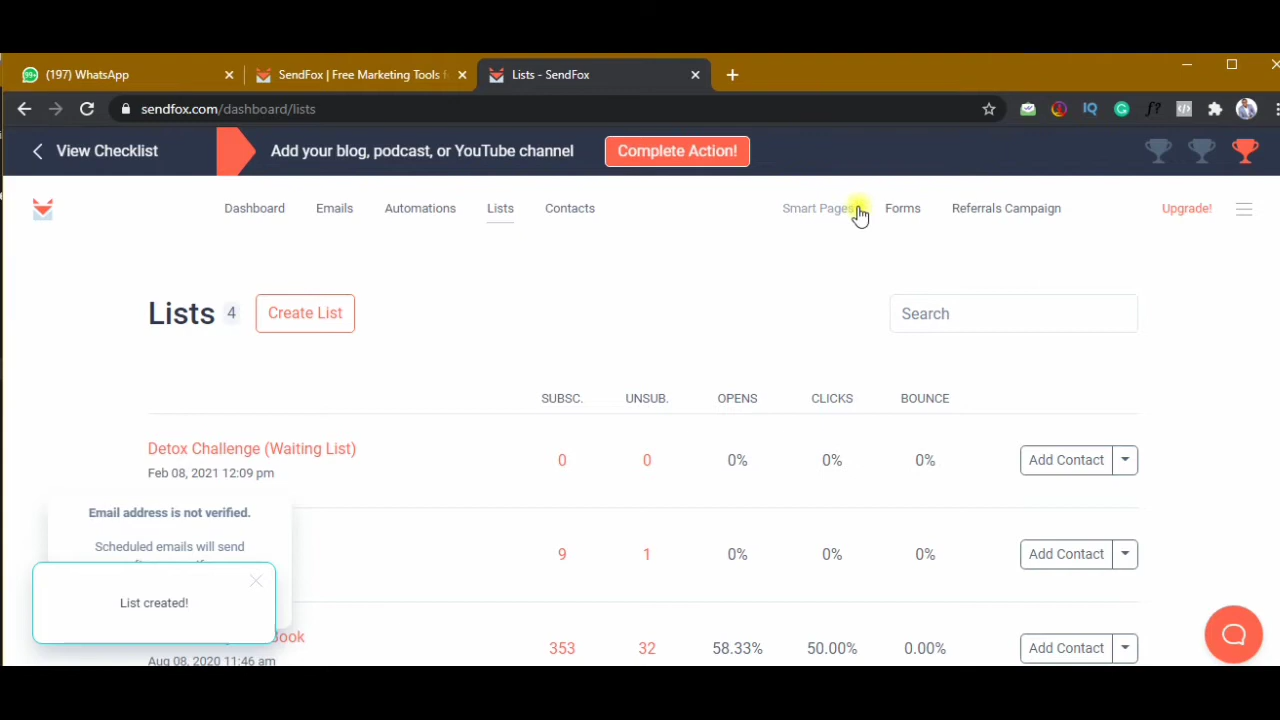 99+ (197) WhatsApp
SendFox | Free Marketing Tools f
Lists - SendFox
sendfox.com/dashboard/lists
View Checklist
Add your blog, podcast, or YouTube channel
Complete Action!
Dashboard Emails Automations Lists Contacts Smart Pages Forms Referrals Campaign Upgrade!
Lists 4 Create List Search
SUBSC. UNSUB. OPENS CLICKS BOUNCE
Detox Challenge (Waiting List)
Feb 08, 2021 12:09 pm
0 0 0% 0% 0% Add Contact
Email address is not verified.
Scheduled emails will send
9 1 0% 0% 0% Add Contact
List created!
ook
Aug 08, 2020 11:46 am
353 32 58.33% 50.00% 0.00% Add Contact